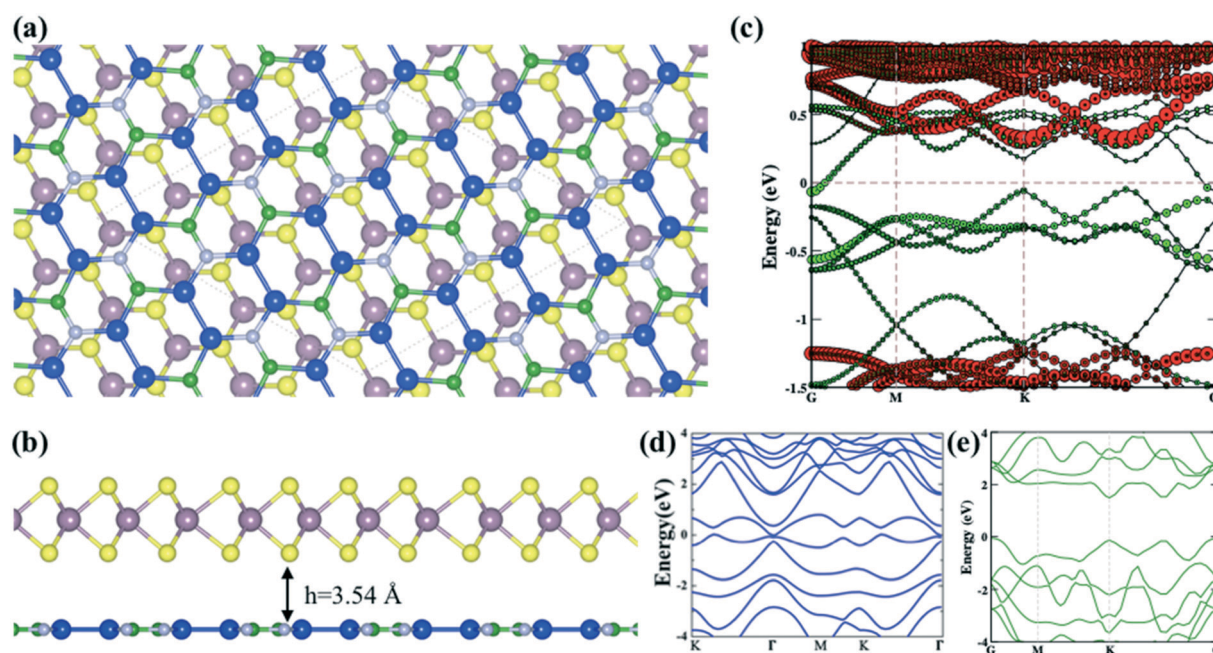 (a)
(c)
Energy (eV)
0.5
0
-0.5
-1
-1.5
G
M
K
(b)
h=3.54 Å
(d)
Energy(eV)
4
2
0
-2
-4
K
Γ
M
K
Γ
(e)
Energy (eV)
4
2
0
-2
-4
G
M
K